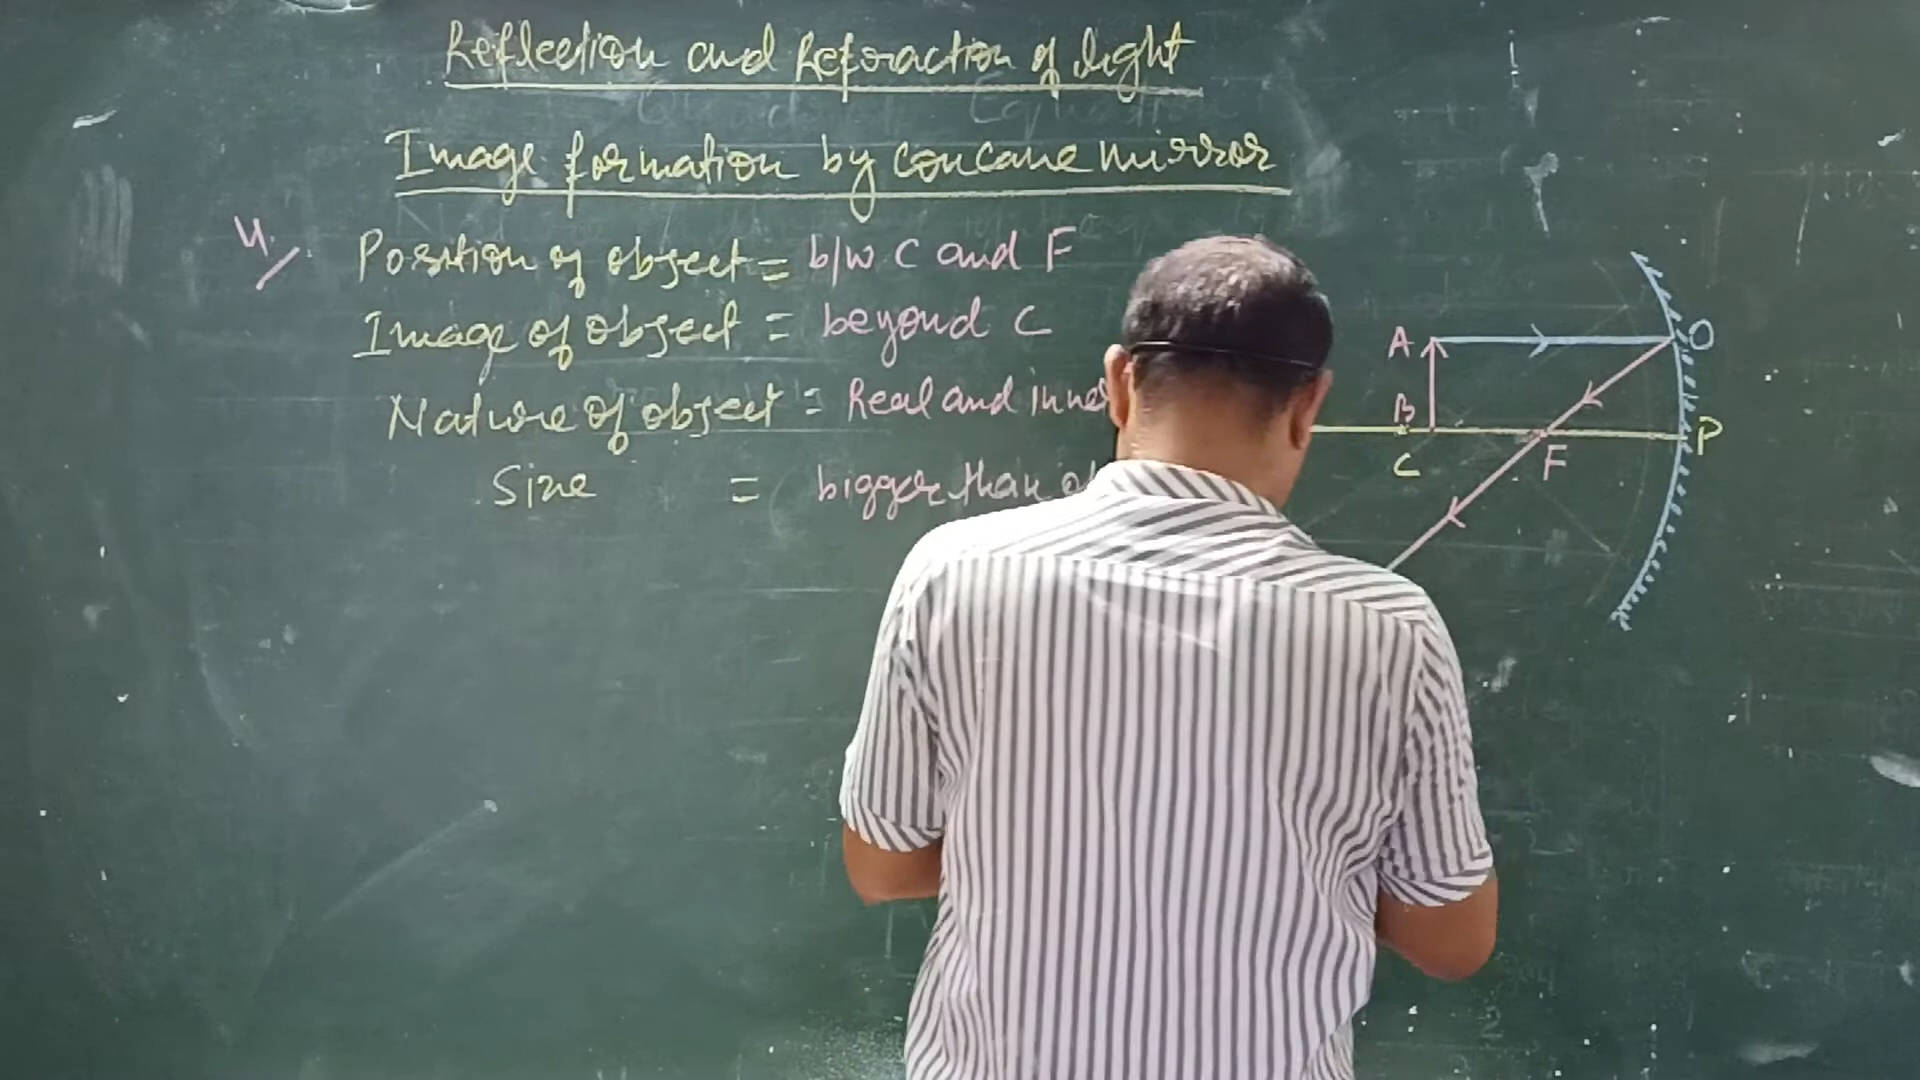 Reflection and Refraction of light
Image formation by concave mirror
4/ Position of object = b/w C and F
Image of object = beyond C
Nature of object = Real and
Size = bigger than
A
O
B
P
C
F